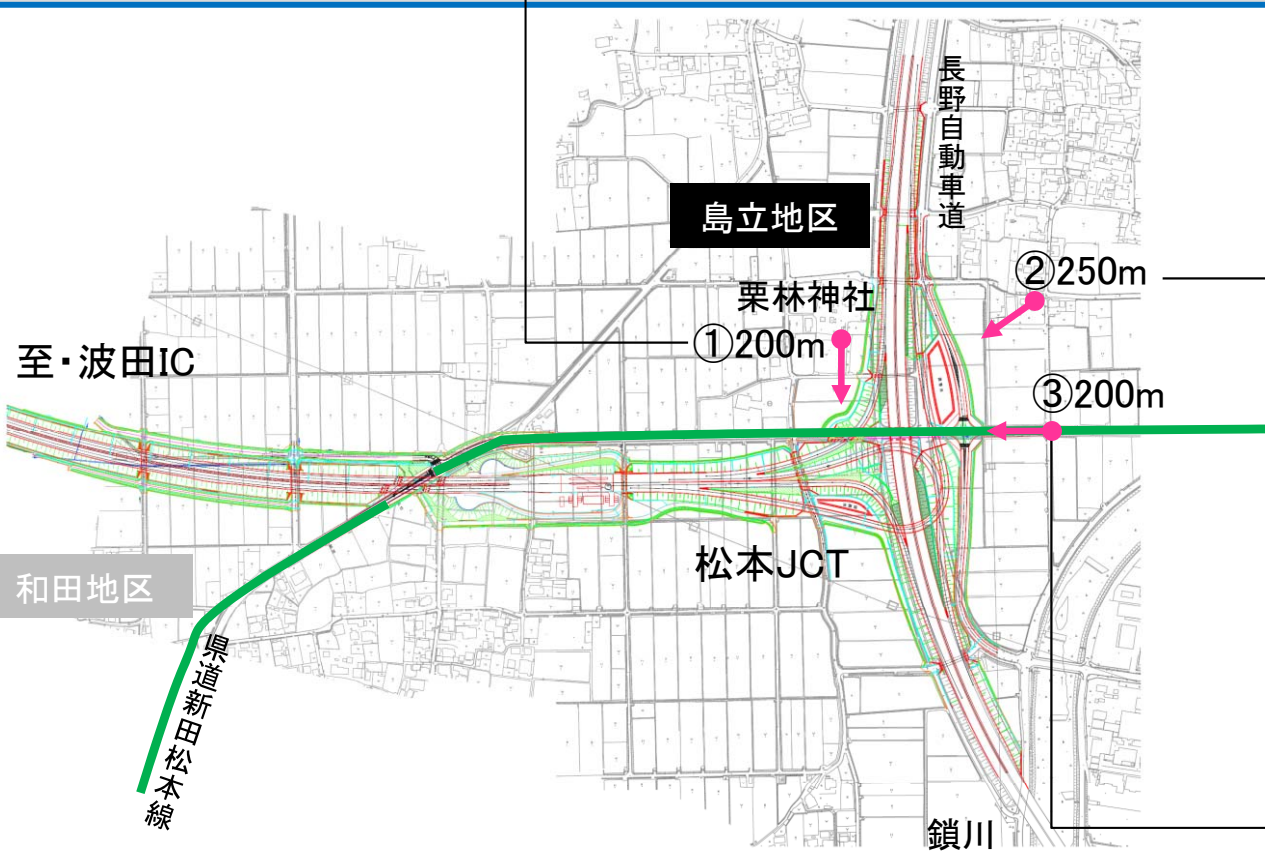 長野自動車道
島立地区
②250m
栗林神社
①200m
至・波田IC
③200m
松本JCT
和田地区
県道新田松本線
鎖川